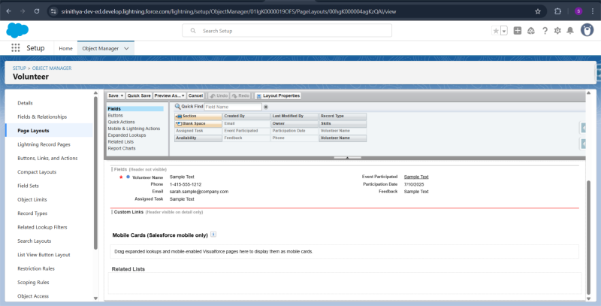 srinithya-dev-ed.develop.lightning.force.com/lightning/setup/ObjectManager/01IgK0000019OES/PageLayouts/00hgK000004agKoQAI/view
Search Setup
Setup Home Object Manager
SETUP > OBJECT MANAGER
Volunteer
Details
Fields & Relationships
Page Layouts
Lightning Record Pages
Buttons, Links, and Actions
Compact Layouts
Field Sets
Object Limits
Record Types
Related Lookup Filters
Search Layouts
List View Button Layout
Restriction Rules
Scoping Rules
Object Access
Save Quick Save Preview As... Cancel Undo Redo Layout Properties
Fields
Buttons
Quick Actions
Mobile & Lightning Actions
Expanded Lookups
Related Lists
Report Charts
Quick Find Field Name
Section Created By Last Modified By Record Type
Blank Space Email Owner Skills
Assigned Task Event Participated Participation Date Volunteer Name
Availability Feedback Phone Volunteer Name
Fields (Header not visible)
Volunteer Name Sample Text Event Participated Sample Text
Phone 1-415-555-1212 Participation Date 7/10/2025
Email sarah.sample@company.com Feedback Sample Text
Assigned Task Sample Text
Custom Links (Header visible on detail only)
Mobile Cards (Salesforce mobile only)
Drag expanded lookups and mobile-enabled Visualforce pages here to display them as mobile cards.
Related Lists